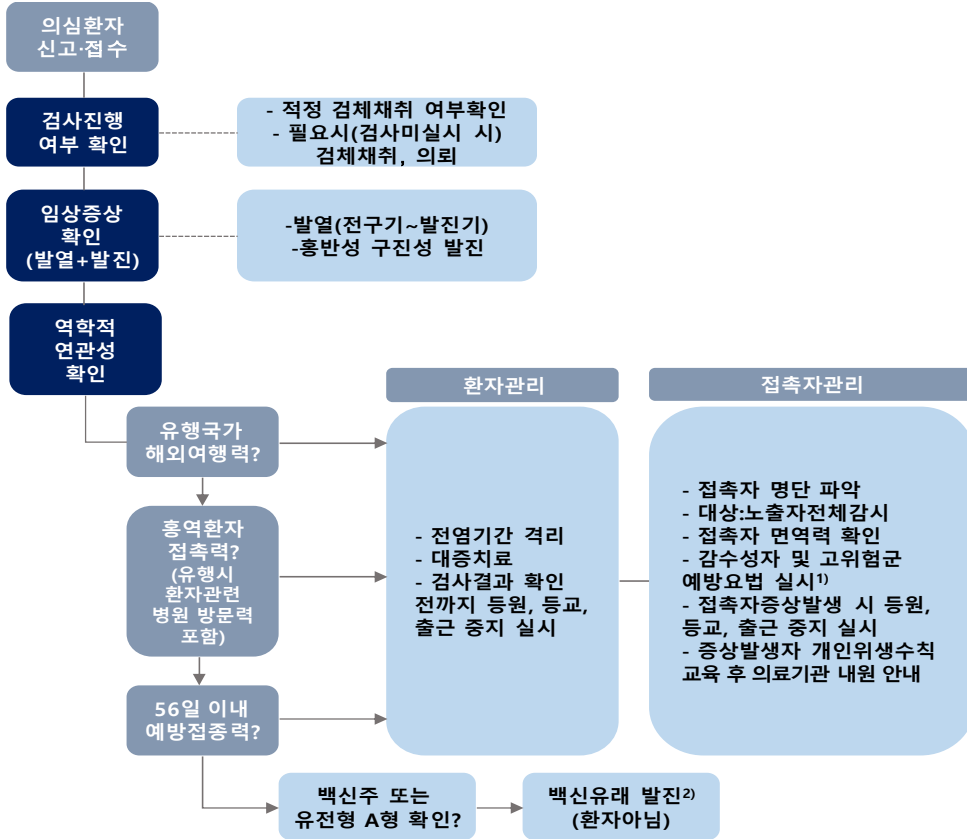 의심환자
신고·접수
검사진행
여부 확인
- 적정 검체채취 여부확인
- 필요시(검사미실시 시)
검체채취, 의뢰
임상증상
확인
(발열+발진)
-발열(전구기~발진기)
-홍반성 구진성 발진
역학적
연관성
확인
환자관리
접촉자관리
유행국가
해외여행력?
홍역환자
접촉력?
(유행시
환자관련
병원 방문력
포함)
56일 이내
예방접종력?
- 전염기간 격리
- 대증치료
- 검사결과 확인
전까지 등원, 등교,
출근 중지 실시
- 접촉자 명단 파악
- 대상:노출자전체감시
- 접촉자 면역력 확인
- 감수성자 및 고위험군
예방요법 실시1)
- 접촉자증상발생 시 등원,
등교, 출근 중지 실시
- 증상발생자 개인위생수칙
교육 후 의료기관 내원 안내
백신주 또는
유전형 A형 확인?
백신유래 발진2)
(환자아님)